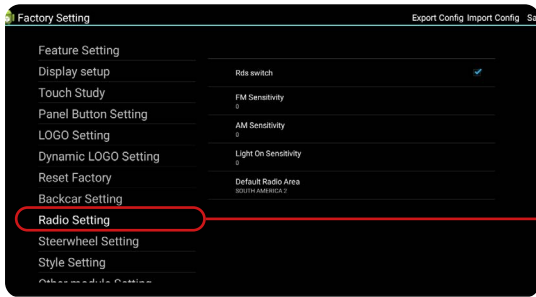 Factory Setting
Export Config Import Config
Feature Setting
Display setup
Touch Study
Panel Button Setting
LOGO Setting
Dynamic LOGO Setting
Reset Factory
Backcar Setting
Radio Setting
Steerwheel Setting
Style Setting
Rds switch
FM Sensitivity
0
AM Sensitivity
0
Light On Sensitivity
0
Default Radio Area
SOUTH AMERICA 2